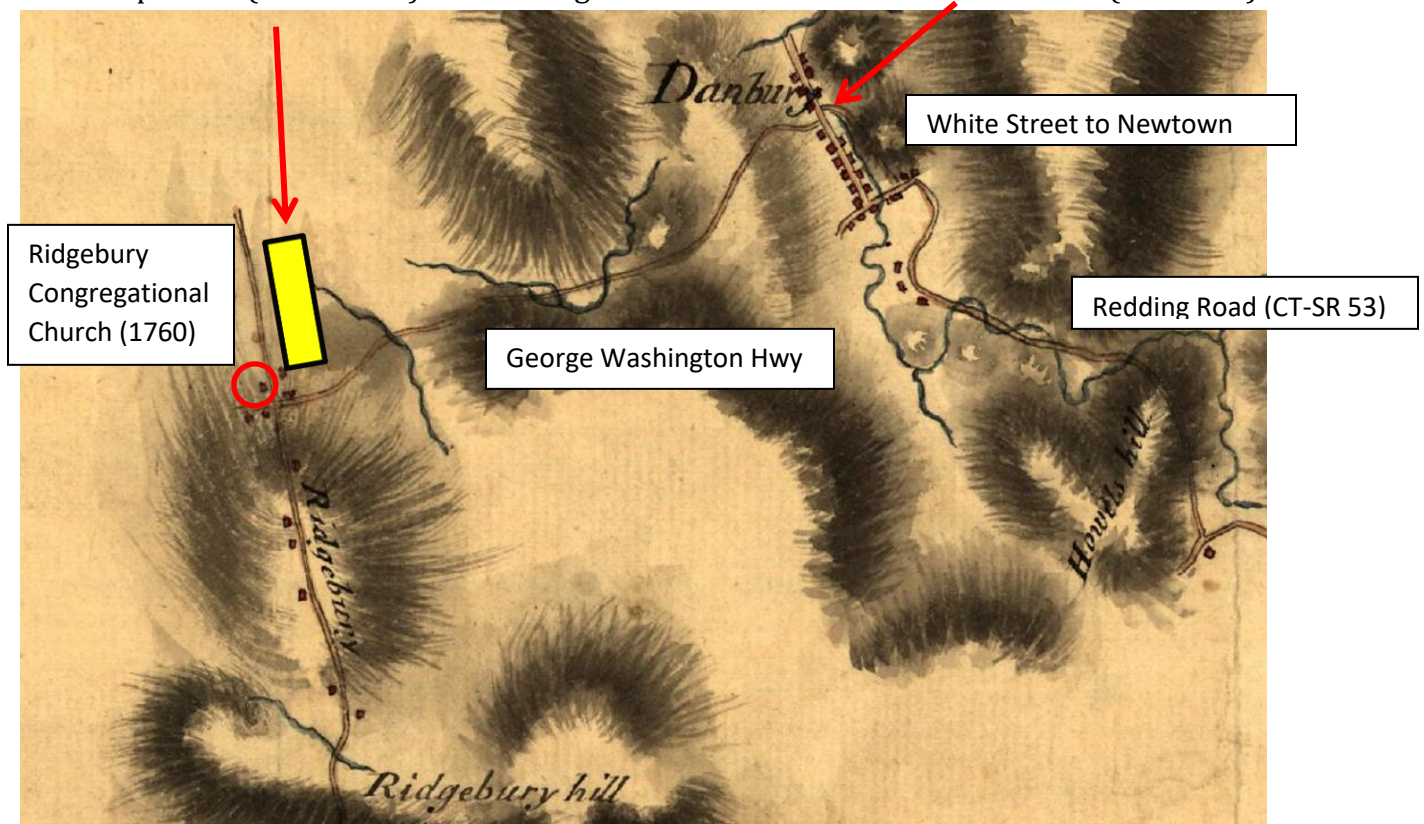 Danbury
White Street to Newtown
Ridgebury
Congregational
Church (1760)
Redding Road (CT-SR 53)
George Washington Hwy
Howells hill
Ridgebury
Ridgebury hill